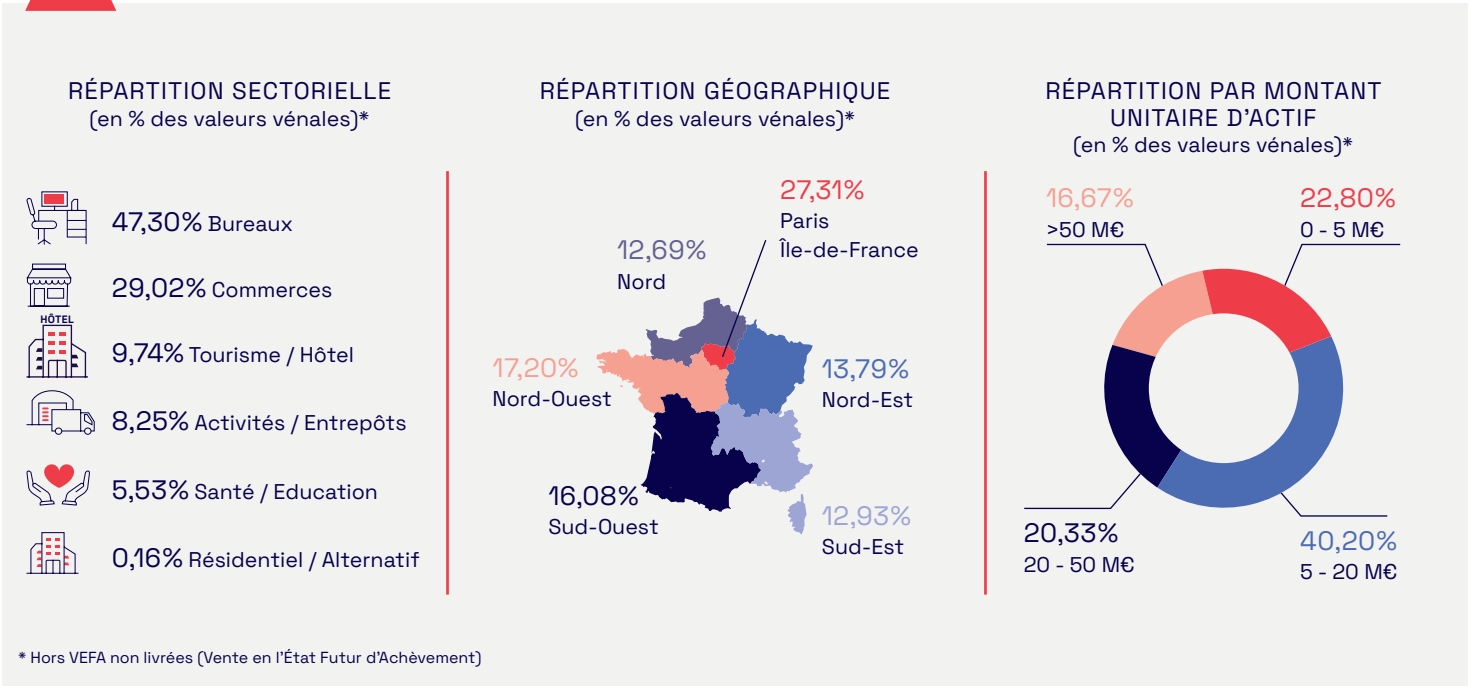 RÉPARTITION SECTORIELLE
(en % des valeurs vénales)*
47,30% Bureaux
29,02% Commerces
HÔTEL
9,74% Tourisme / Hôtel
8,25% Activités / Entrepôts
5,53% Santé / Education
0,16% Résidentiel / Alternatif
RÉPARTITION GÉOGRAPHIQUE
(en % des valeurs vénales)*
27,31%
Paris
Île-de-France
12,69%
Nord
17,20%
Nord-Ouest
13,79%
Nord-Est
16,08%
Sud-Ouest
12,93%
Sud-Est
RÉPARTITION PAR MONTANT
UNITAIRE D'ACTIF
(en % des valeurs vénales)*
16,67%
>50 M€
22,80%
0 - 5 M€
20,33%
20 - 50 M€
40,20%
5 - 20 M€
* Hors VEFA non livrées (Vente en l'État Futur d'Achèvement)